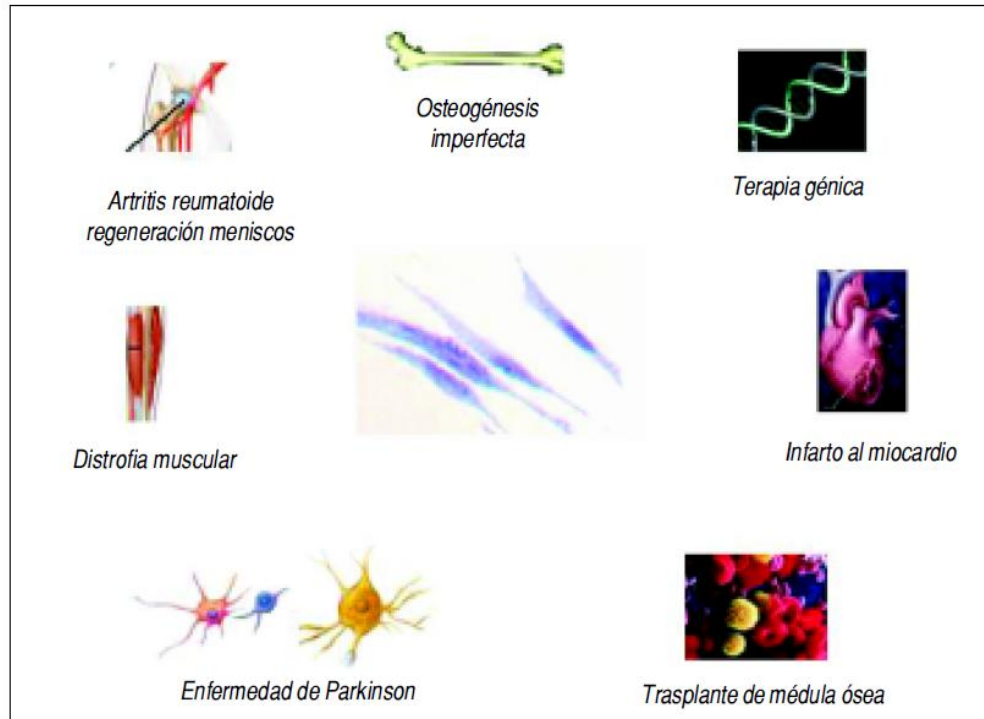 Osteogénesis
imperfecta
Terapia génica
Artritis reumatoide
regeneración meniscos
Distrofia muscular
Infarto al miocardio
Enfermedad de Parkinson
Trasplante de médula ósea